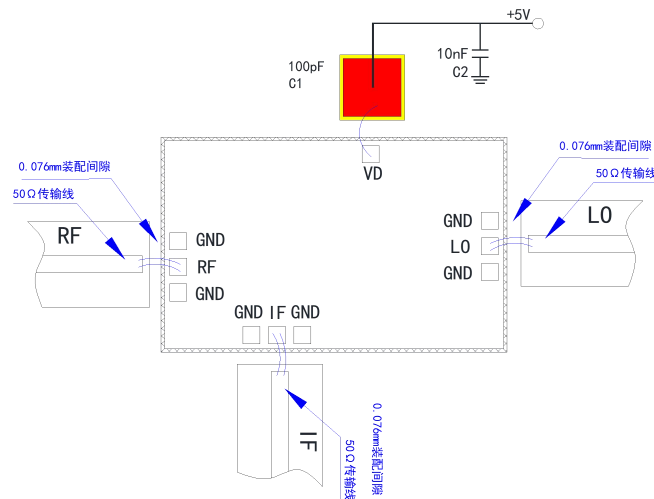 +5V
100pF
C1
10nF
C2
VD
0.076mm装配间隙
50Ω传输线
0.076mm装配间隙
50Ω传输线
RF
GND
RF
GND
GND
LO
GND
LO
GND IF GND
IF
50Ω传输线
0.076mm装配间隙